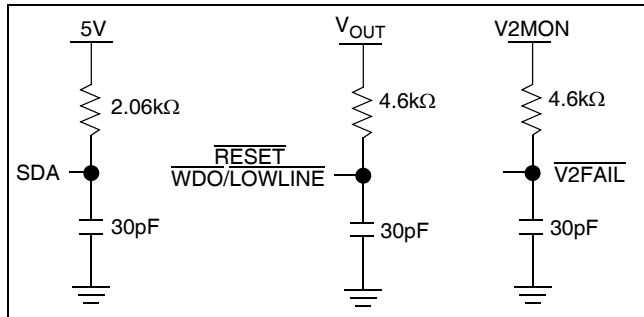 5V
2.06kΩ
SDA
30pF
VOUT
4.6kΩ
RESET
WDO/LOWLINE
30pF
V2MON
4.6kΩ
V2FAIL
30pF